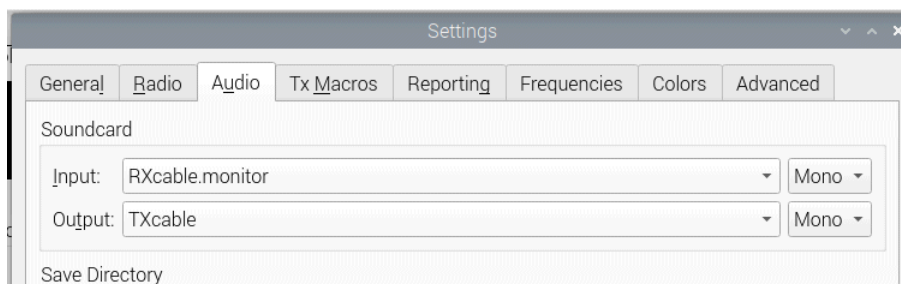 Settings
General Radio Audio Tx Macros Reporting Frequencies Colors Advanced
Soundcard
Input: RXcable.monitor Mono
Output: TXcable Mono
Save Directory